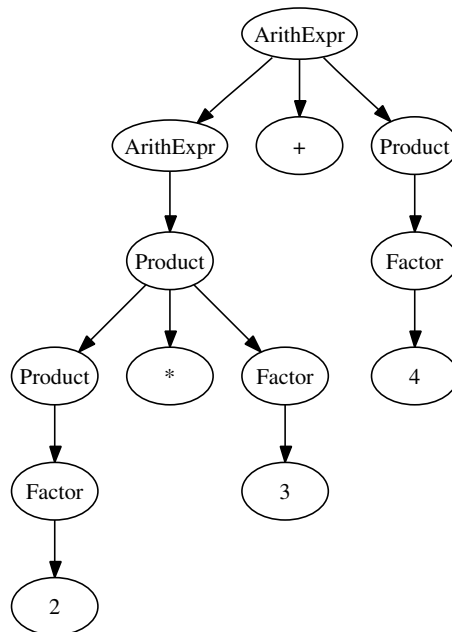 ArithExpr
ArithExpr + Product
Product Factor
Product * Factor 4
Factor 3
2